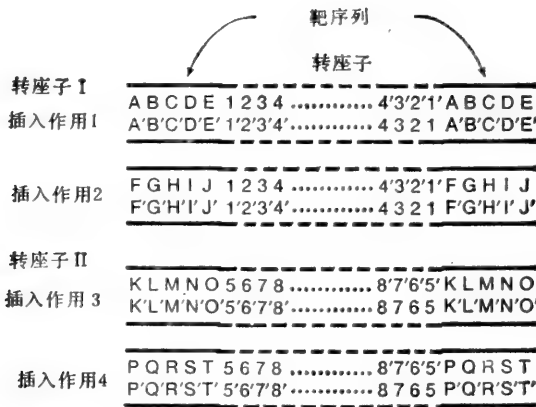 靶序列
转座子
转座子 I
ABCDE 1234 ............ 4'3'2'1' ABCDE
插入作用1
A'B'C'D'E' 1'2'3'4' ............ 4321 A'B'C'D'E'
FGHIJ 1234 ............ 4'3'2'1' FGHIJ
插入作用2
F'G'H'I'J' 1'2'3'4' ............ 4321 F'G'H'I'J'
转座子 II
KLMNO 5678 ............ 8'7'6'5' KLMNO
插入作用 3
K'L'M'N'O' 5'6'7'8' ............ 8765 K'L'M'N'O'
PQRST 5678 ............ 8'7'6'5' PQRST
插入作用4
P'Q'R'S'T' 5'6'7'8' ............ 8765 P'Q'R'S'T'